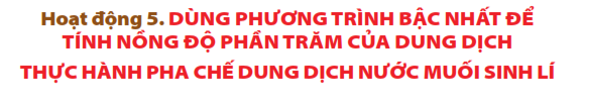 Hoạt động 5. DÙNG PHƯƠNG TRÌNH BẬC NHẤT ĐỂ
TÍNH NỒNG ĐỘ PHẦN TRĂM CỦA DUNG DỊCH
THỰC HÀNH PHA CHẾ DUNG DỊCH NƯỚC MUỐI SINH LÍ